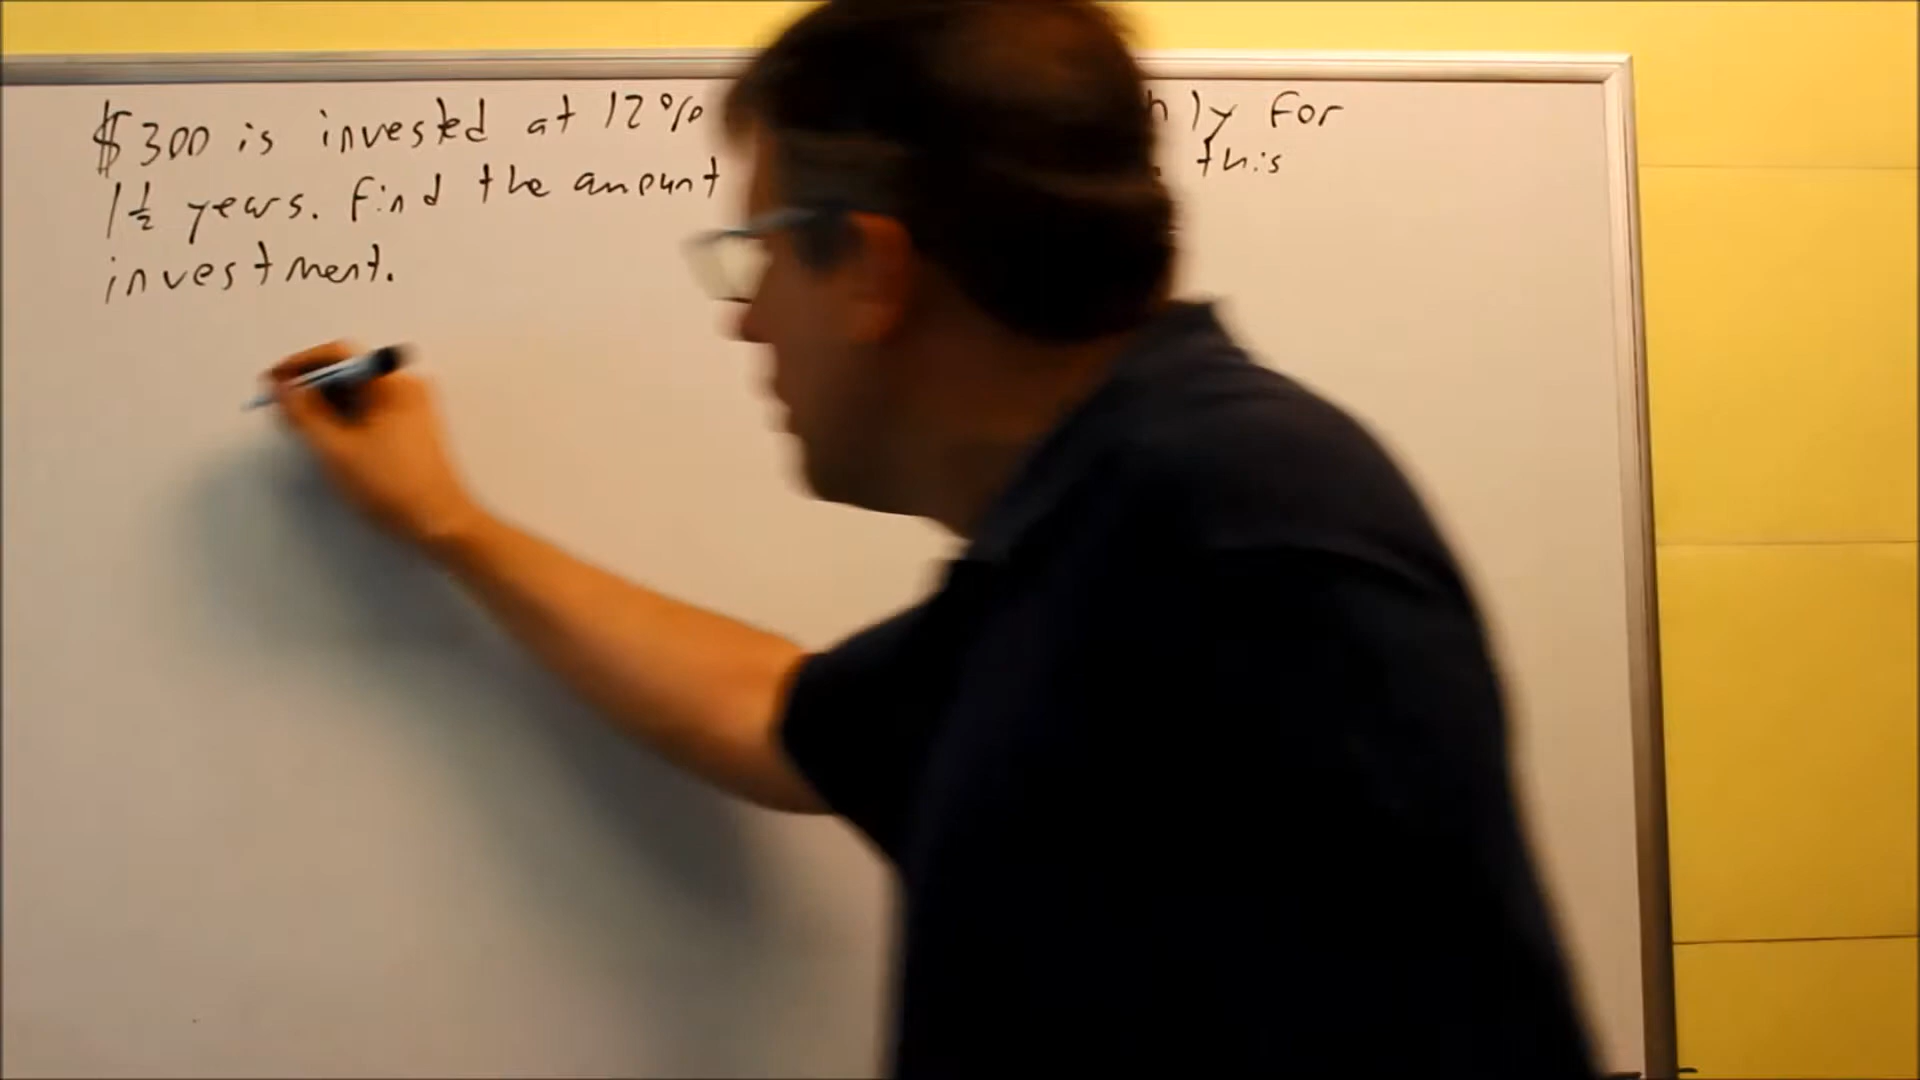 $300 is invested at 12% hly for
1½ years. Find the amount this
investment.